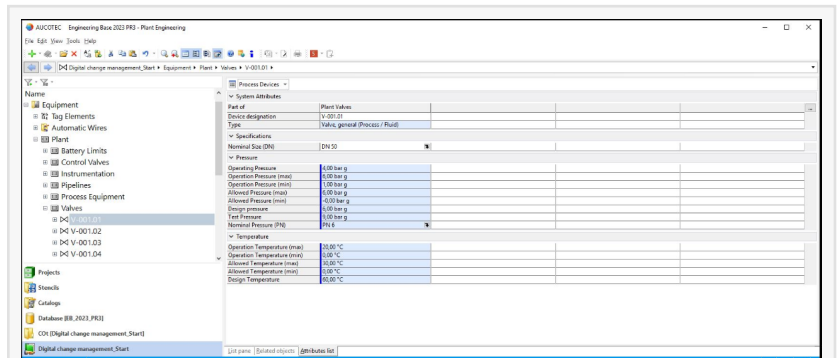 AUCOTEC Engineering Base 2023 PR3 - Plant Engineering
File Edit View Tools Help
Digital change management_Start Equipment Plant Valves V-001.01
Name
Equipment
Tag Elements
Automatic Wires
Plant
Battery Limits
Control Valves
Instrumentation
Pipelines
Process Equipment
Valves
V-001.01
V-001.02
V-001.03
V-001.04
Projects
Stencils
Catalogs
Database [EB_2023_PR3]
COt [Digital change management_Start]
Digital change management_Start
Process Devices
System Attributes
Part of Plant Valves
Device designation V-001.01
Type Valve, general (Process / Fluid)
Specifications
Nominal Size (DN) DN 50
Pressure
Operating Pressure 4,00 bar g
Operation Pressure (max) 6,00 bar g
Operation Pressure (min) 1,00 bar g
Allowed Pressure (max) 6,00 bar g
Allowed Pressure (min) -0,00 bar g
Design pressure 6,00 bar g
Test Pressure 9,00 bar g
Nominal Pressure (PN) PN 6
Temperature
Operation Temperature (max) 20,00 °C
Operation Temperature (min) 0,00 °C
Allowed Temperature (max) 30,00 °C
Allowed Temperature (min) 0,00 °C
Design Temperature 60,00 °C
List pane Related objects Attributes list